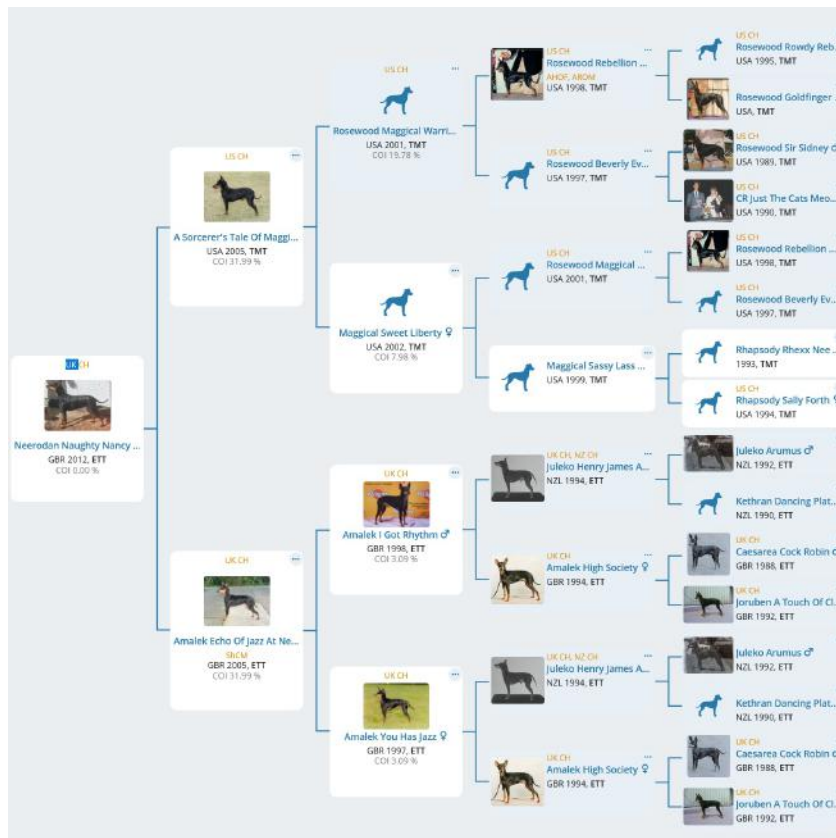 UK CH
Neerodan Naughty Nancy ...
GBR 2012, ETT
COI 0.00 %
US CH
A Sorcerer's Tale Of Maggi...
USA 2005, TMT
COI 31.99 %
UK CH
Amalek Echo Of Jazz At Ne...
ShCM
GBR 2005, ETT
COI 31.99 %
US CH
Rosewood Maggical Warri...
USA 2001, TMT
COI 19.78 %
Maggical Sweet Liberty ♀
USA 2002, TMT
COI 7.98 %
UK CH
Amalek I Got Rhythm ♂
GBR 1998, ETT
COI 3.09 %
UK CH
Amalek You Has Jazz ♀
GBR 1997, ETT
COI 3.09 %
US CH
Rosewood Rebellion ...
AHOF, AROM
USA 1998, TMT
US CH
Rosewood Beverly Ev...
USA 1997, TMT
US CH
Rosewood Maggical ...
USA 2001, TMT
Maggical Sassy Lass ...
USA 1999, TMT
UK CH, NZ CH
Juleko Henry James A...
NZL 1994, ETT
UK CH
Amalek High Society ♀
GBR 1994, ETT
UK CH, NZ CH
Juleko Henry James A...
NZL 1994, ETT
UK CH
Amalek High Society ♀
GBR 1994, ETT
US CH
Rosewood Rowdy Reb...
USA 1995, TMT
Rosewood Goldfinger
USA, TMT
US CH
Rosewood Sir Sidney ♂
USA 1989, TMT
US CH
CR Just The Cats Meo...
USA 1990, TMT
US CH
Rosewood Rebellion ...
USA 1998, TMT
US CH
Rosewood Beverly Ev...
USA 1997, TMT
Rhapsody Rhexx Nee ...
1993, TMT
US CH
Rhapsody Sally Forth ♀
USA 1994, TMT
Juleko Arumus ♂
NZL 1992, ETT
Kethran Dancing Plat...
NZL 1990, ETT
UK CH
Caesarea Cock Robin ♂
GBR 1988, ETT
UK CH
Joruben A Touch Of Cl...
GBR 1992, ETT
Juleko Arumus ♂
NZL 1992, ETT
Kethran Dancing Plat...
NZL 1990, ETT
UK CH
Caesarea Cock Robin ♂
GBR 1988, ETT
UK CH
Joruben A Touch Of Cl...
GBR 1992, ETT